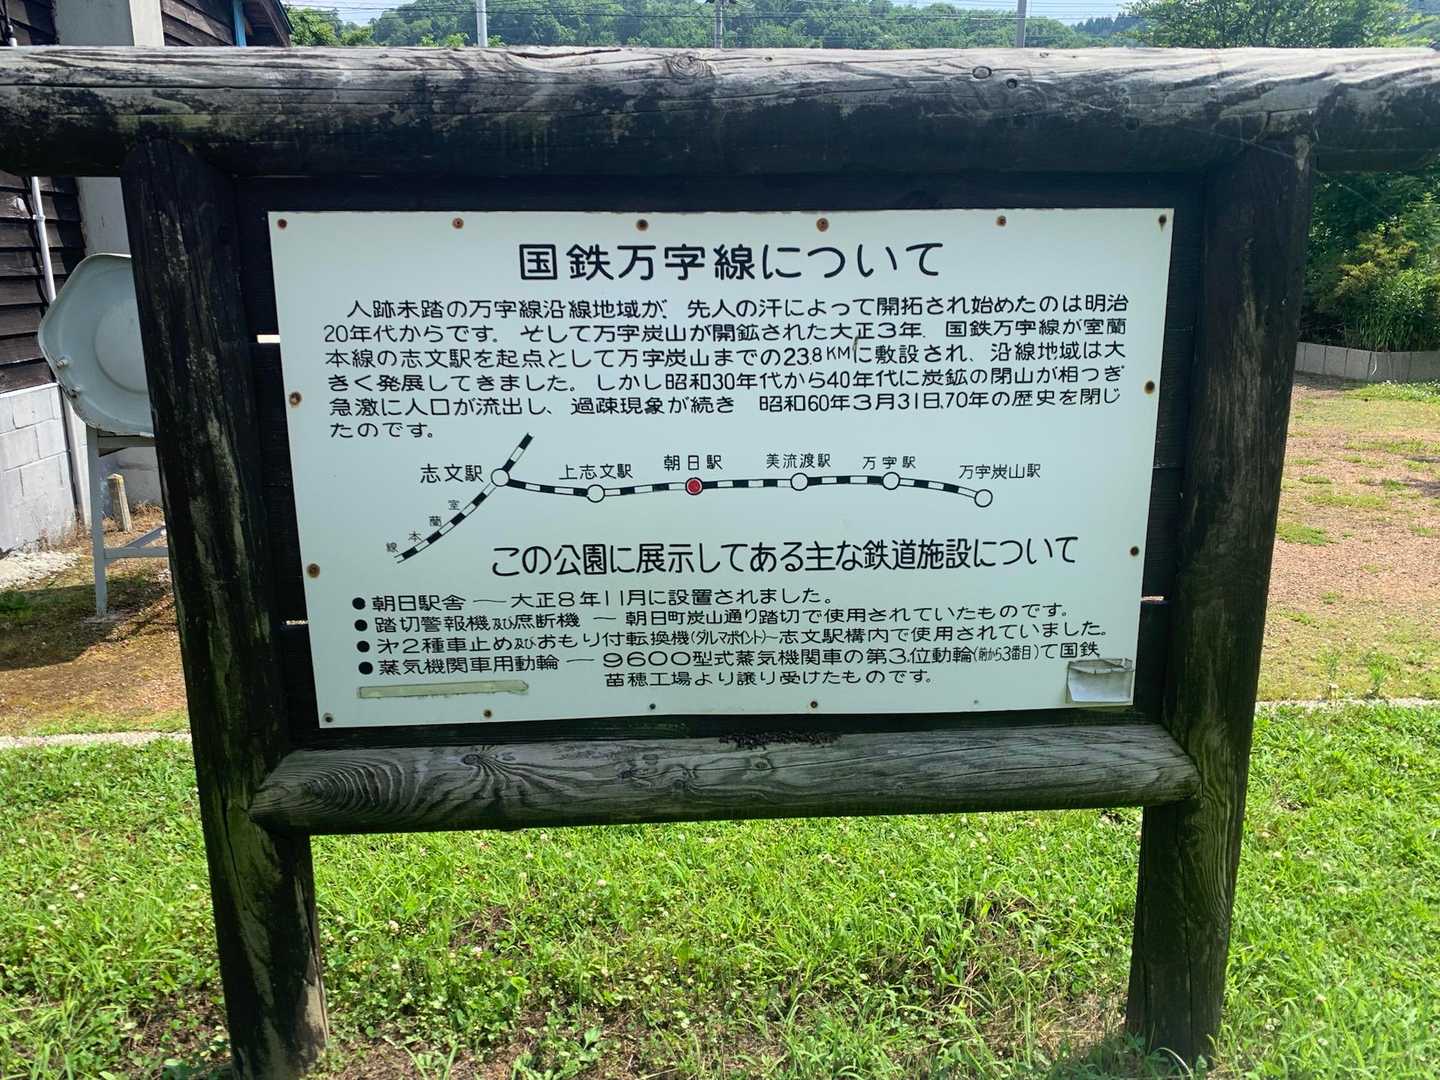 国鉄万字線について
人跡未踏の万字線沿線地域が、先人の汗によって開拓され始めたのは明治
20年代からです。そして万字炭山が開鉱された大正3年、国鉄万字線が室蘭
本線の志文駅を起点として万字炭山までの23.8KMに敷設され、沿線地域は大
きく発展してきました。しかし昭和30年代から40年代に炭鉱の閉山が相つぎ
急激に人口が流出し、過疎現象が続き 昭和60年3月31日、70年の歴史を閉じ
たのです。
志文駅 上志文駅 朝日駅 美流渡駅 万字駅 万字炭山駅
室蘭本線
この公園に展示してある主な鉄道施設について
●朝日駅舎 ― 大正8年11月に設置されました。
●踏切警報機及び庶断機 ― 朝日町炭山通り踏切で使用されていたものです。
●㐧2種車止め及びおもり付転換機(ダルマポイント)～志文駅構内で使用されていました。
●蒸気機関車用動輪 ― 9600型式蒸気機関車の第3位動輪(前から3番目)で国鉄
苗穂工場より譲り受けたものです。